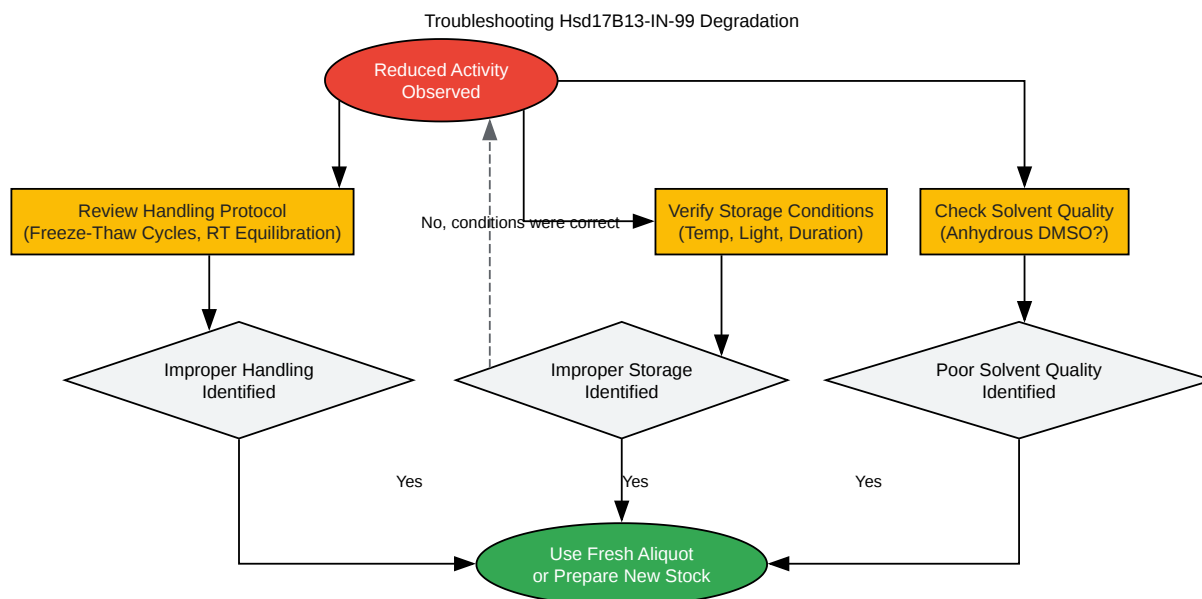 Troubleshooting Hsd17B13-IN-99 Degradation
Reduced Activity
Observed
Review Handling Protocol
(Freeze-Thaw Cycles, RT Equilibration)
No, conditions were correct
Verify Storage Conditions
(Temp, Light, Duration)
Check Solvent Quality
(Anhydrous DMSO?)
Improper Handling
Identified
Improper Storage
Identified
Poor Solvent Quality
Identified
Yes
Yes
Yes
Use Fresh Aliquot
or Prepare New Stock